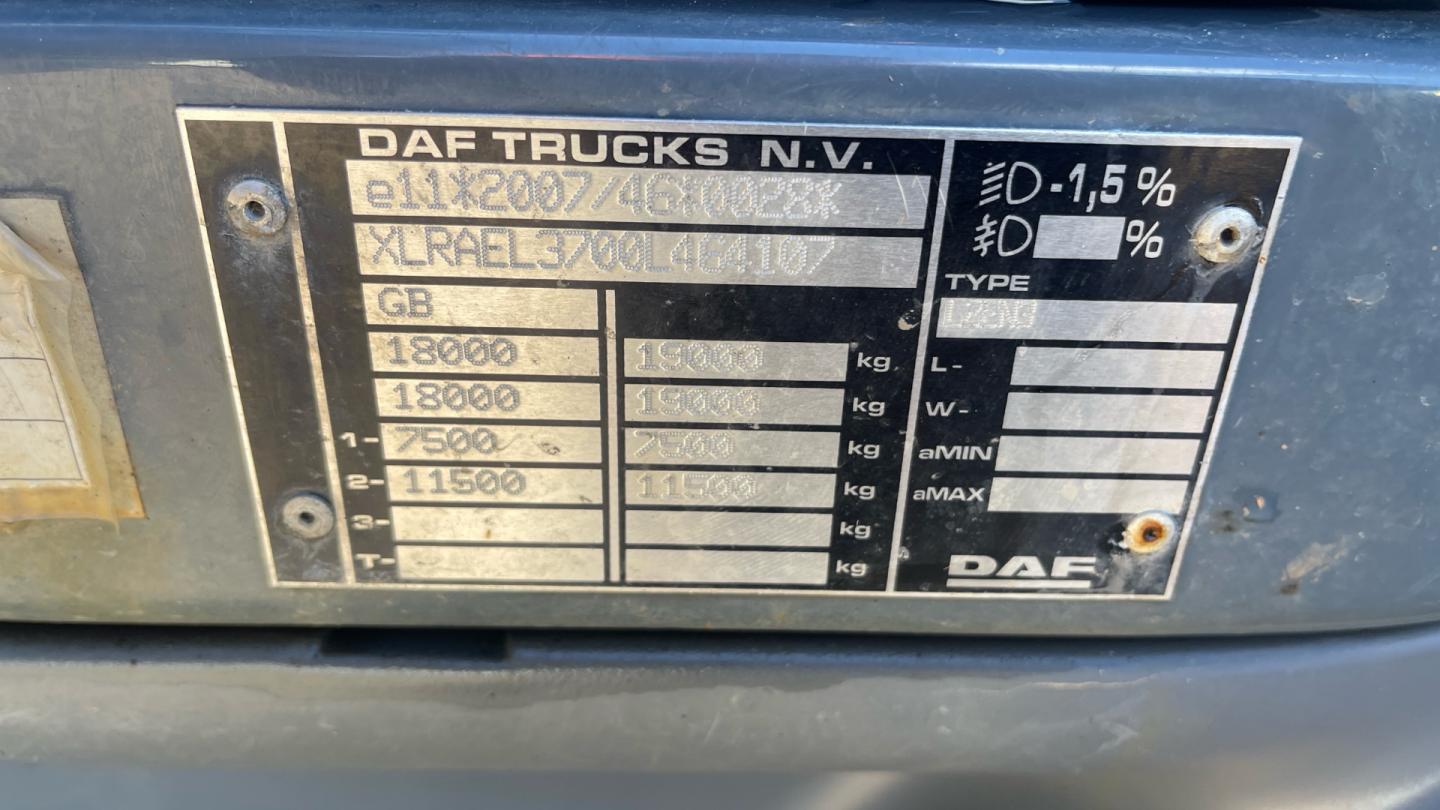 DAF TRUCKS N.V.
e11*2007/46*0028*
XLRAEL3700L464107
GB
18000 19000 kg
18000 19000 kg
1- 7500 7500 kg
2- 11500 11500 kg
3- kg
T- kg
-1,5%
%
TYPE
L-
W-
aMIN
aMAX
DAF